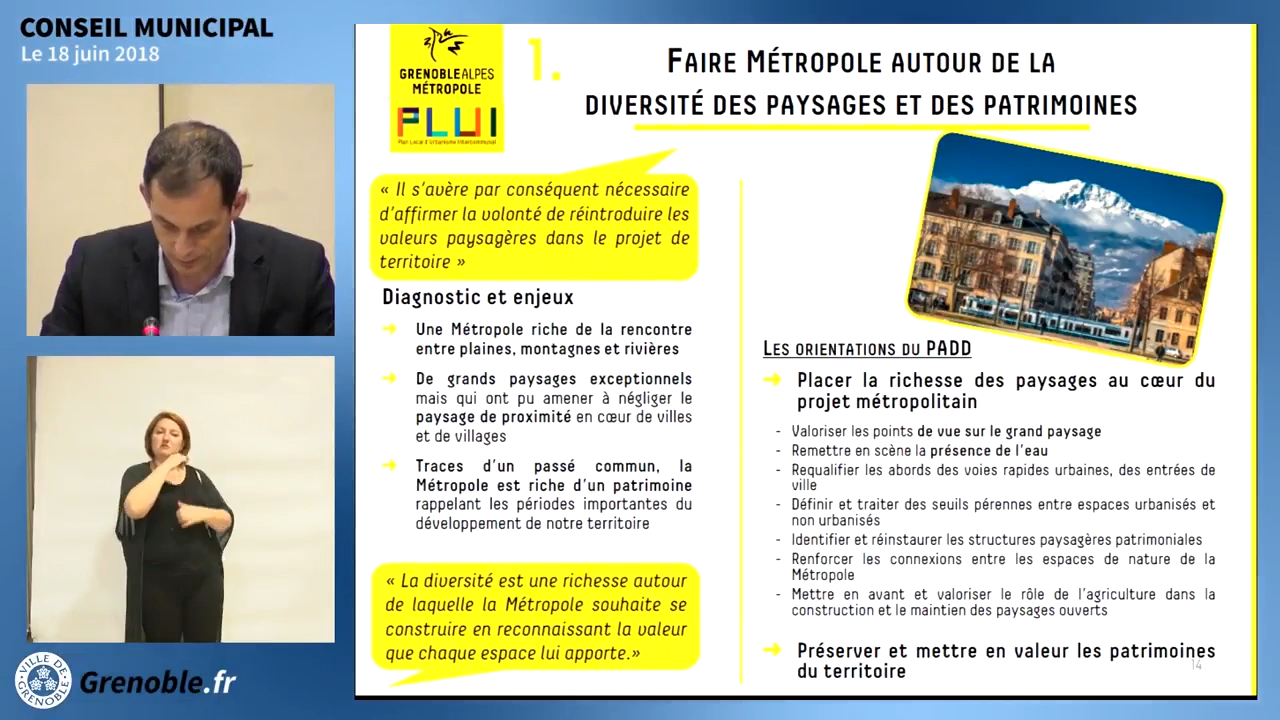 CONSEIL MUNICIPAL
Le 18 juin 2018
GRENOBLEALPES
MÉTROPOLE
PLUI
Plan Local d'Urbanisme Intercommunal
1.
FAIRE MÉTROPOLE AUTOUR DE LA
DIVERSITÉ DES PAYSAGES ET DES PATRIMOINES
« Il s'avère par conséquent nécessaire
d'affirmer la volonté de réintroduire les
valeurs paysagères dans le projet de
territoire »
Diagnostic et enjeux
➜ Une Métropole riche de la rencontre
entre plaines, montagnes et rivières
➜ De grands paysages exceptionnels
mais qui ont pu amener à négliger le
paysage de proximité en cœur de villes
et de villages
➜ Traces d'un passé commun, la
Métropole est riche d'un patrimoine
rappelant les périodes importantes du
développement de notre territoire
« La diversité est une richesse autour
de laquelle la Métropole souhaite se
construire en reconnaissant la valeur
que chaque espace lui apporte.»
LES ORIENTATIONS DU PADD
➜ Placer la richesse des paysages au cœur du
projet métropolitain
- Valoriser les points de vue sur le grand paysage
- Remettre en scène la présence de l'eau
- Requalifier les abords des voies rapides urbaines, des entrées de
ville
- Définir et traiter des seuils pérennes entre espaces urbanisés et
non urbanisés
- Identifier et réinstaurer les structures paysagères patrimoniales
- Renforcer les connexions entre les espaces de nature de la
Métropole
- Mettre en avant et valoriser le rôle de l'agriculture dans la
construction et le maintien des paysages ouverts
➜ Préserver et mettre en valeur les patrimoines
du territoire
14
VILLE DE
GRENOBLE
Grenoble.fr